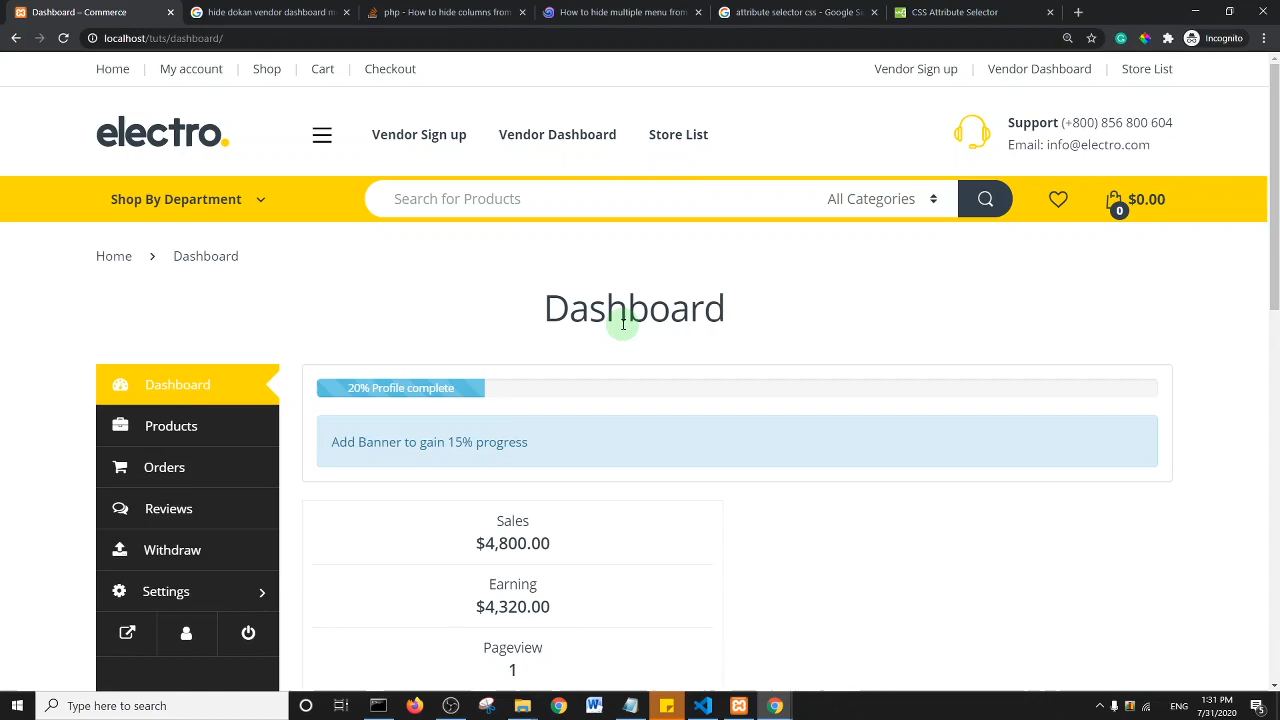 Dashboard – Commerce
hide dokan vendor dashboard m
php - How to hide columns from
How to hide multiple menu from
attribute selector css - Google S
CSS Attribute Selector
localhost/tuts/dashboard/
Incognito
Home
My account
Shop
Cart
Checkout
Vendor Sign up
Vendor Dashboard
Store List
electro.
Vendor Sign up
Vendor Dashboard
Store List
Support (+800) 856 800 604
Email: info@electro.com
Shop By Department
Search for Products
All Categories
0
$0.00
Home
Dashboard
Dashboard
Dashboard
Products
Orders
Reviews
Withdraw
Settings
20% Profile complete
Add Banner to gain 15% progress
Sales
$4,800.00
Earning
$4,320.00
Pageview
1
Type here to search
ENG
1:31 PM
7/31/2020